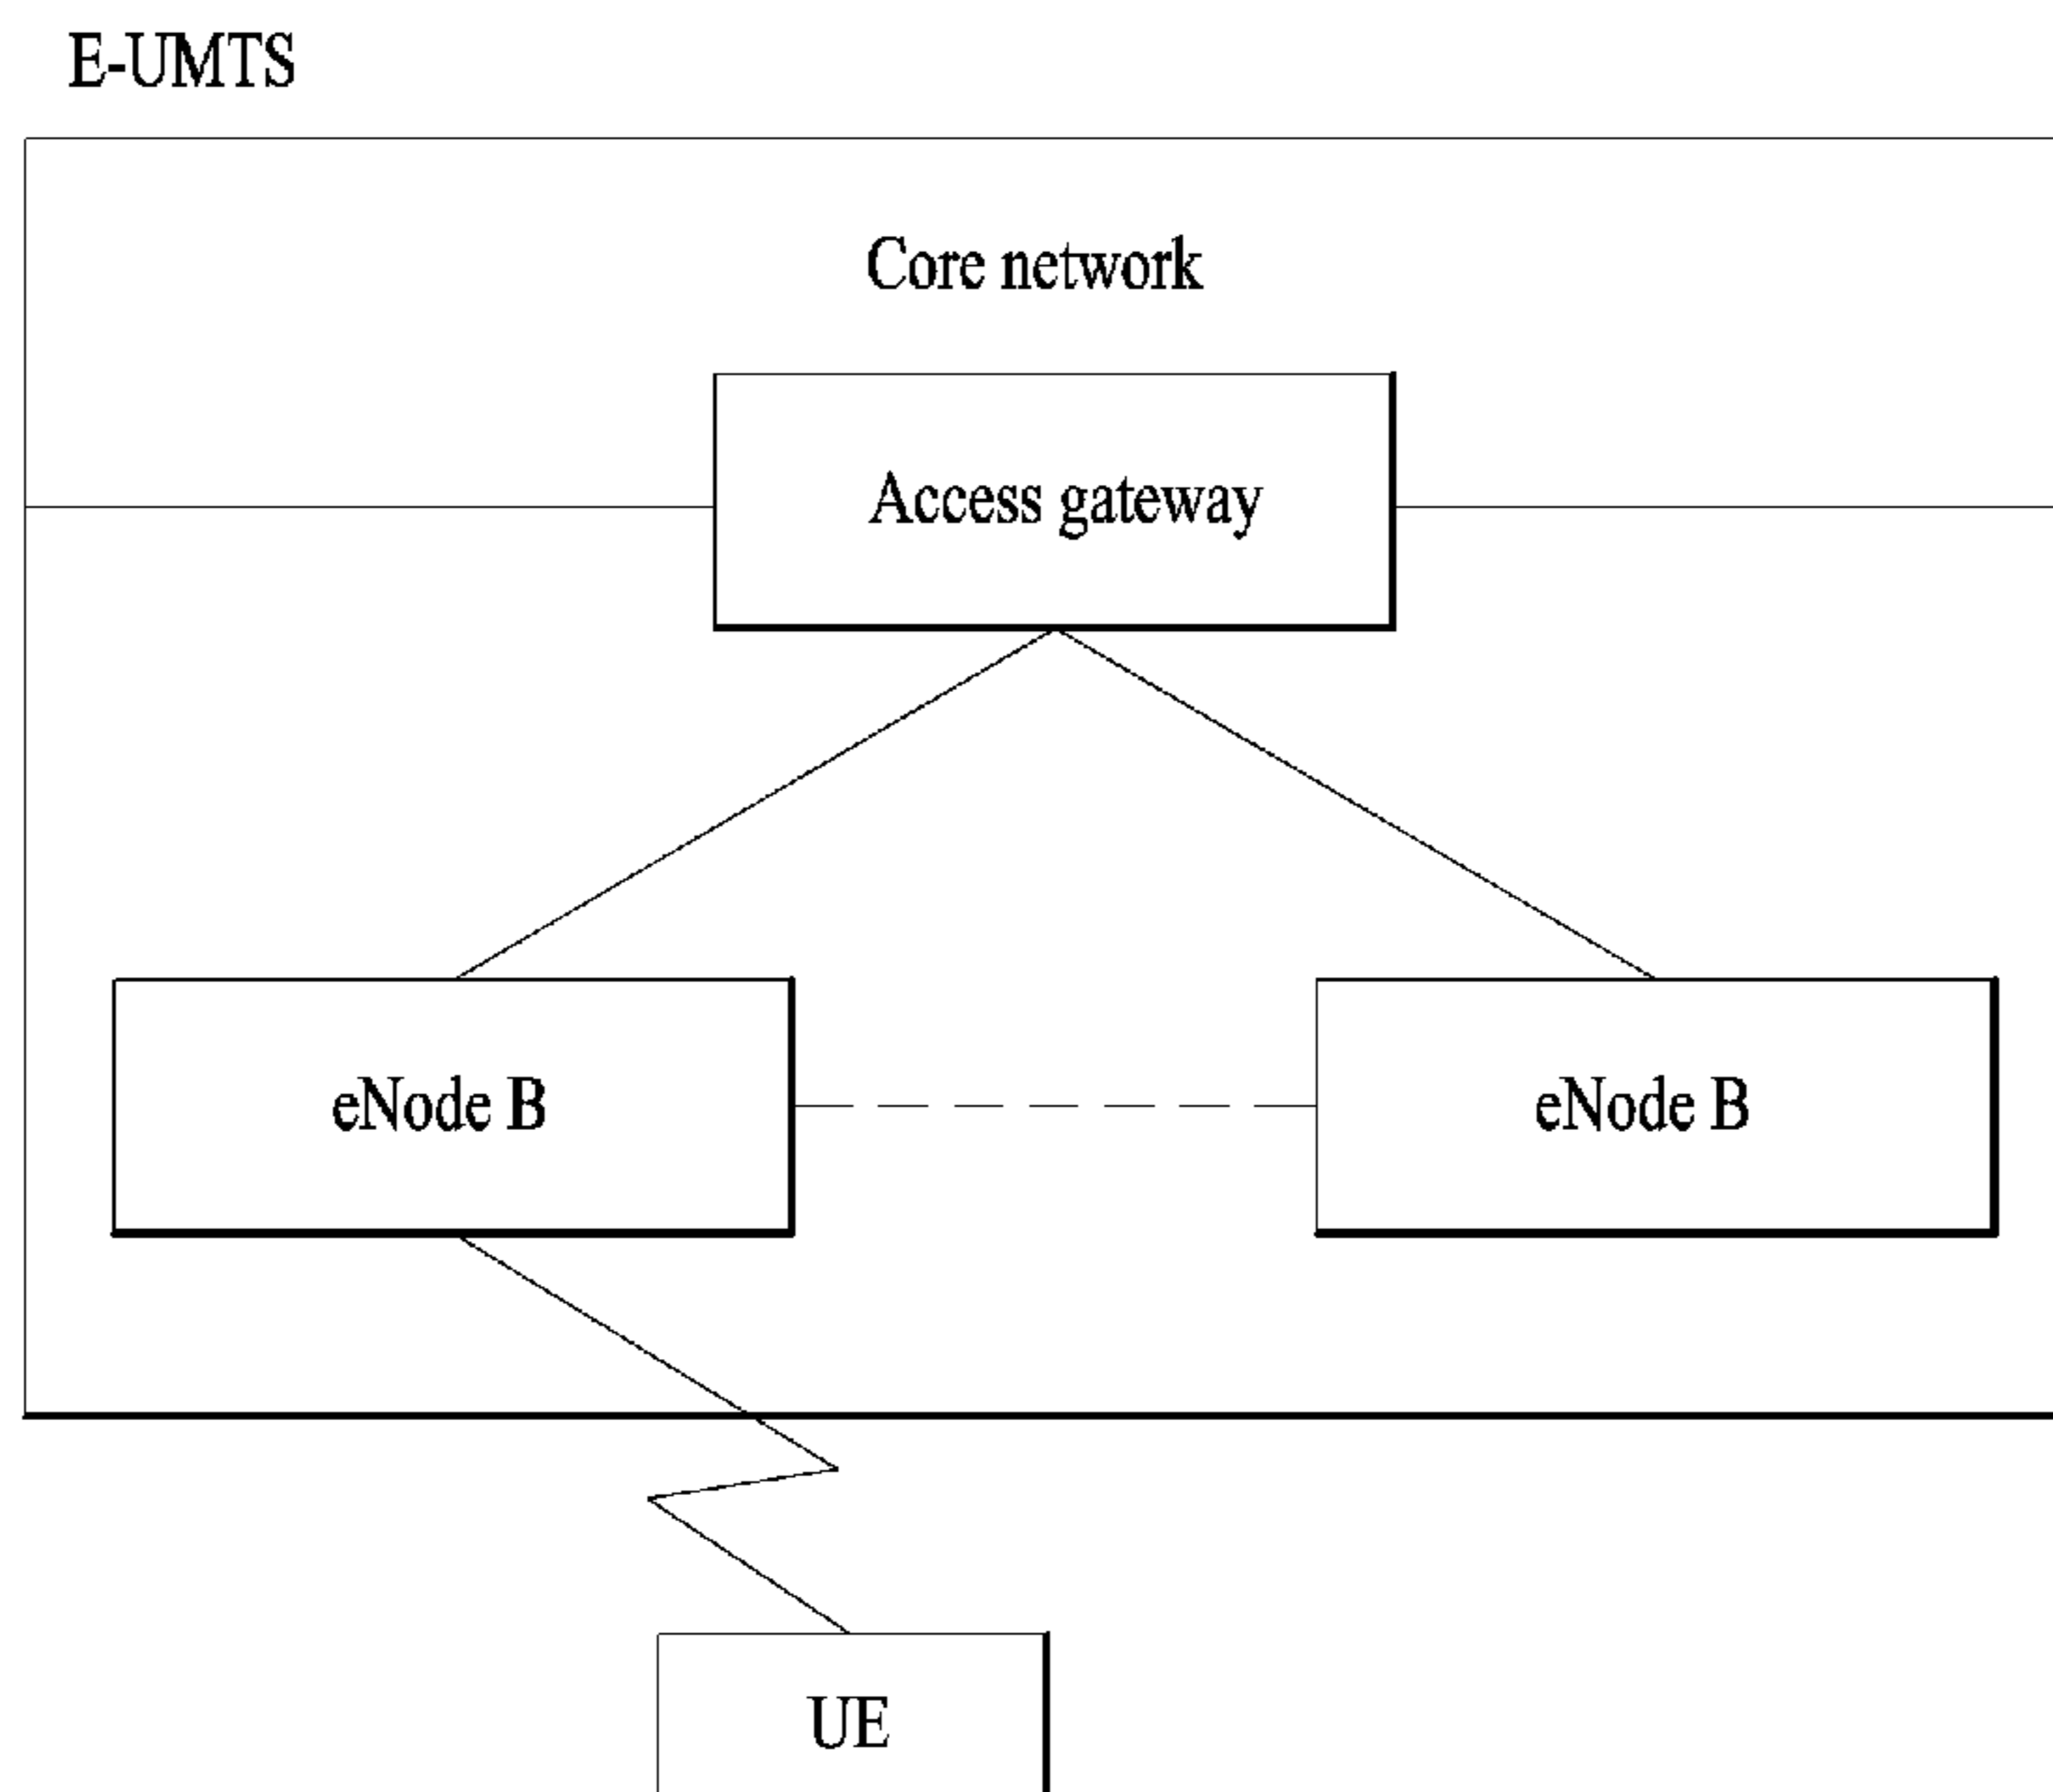 E-UMTS
Core network
Access gateway
eNode B
eNode B
UE